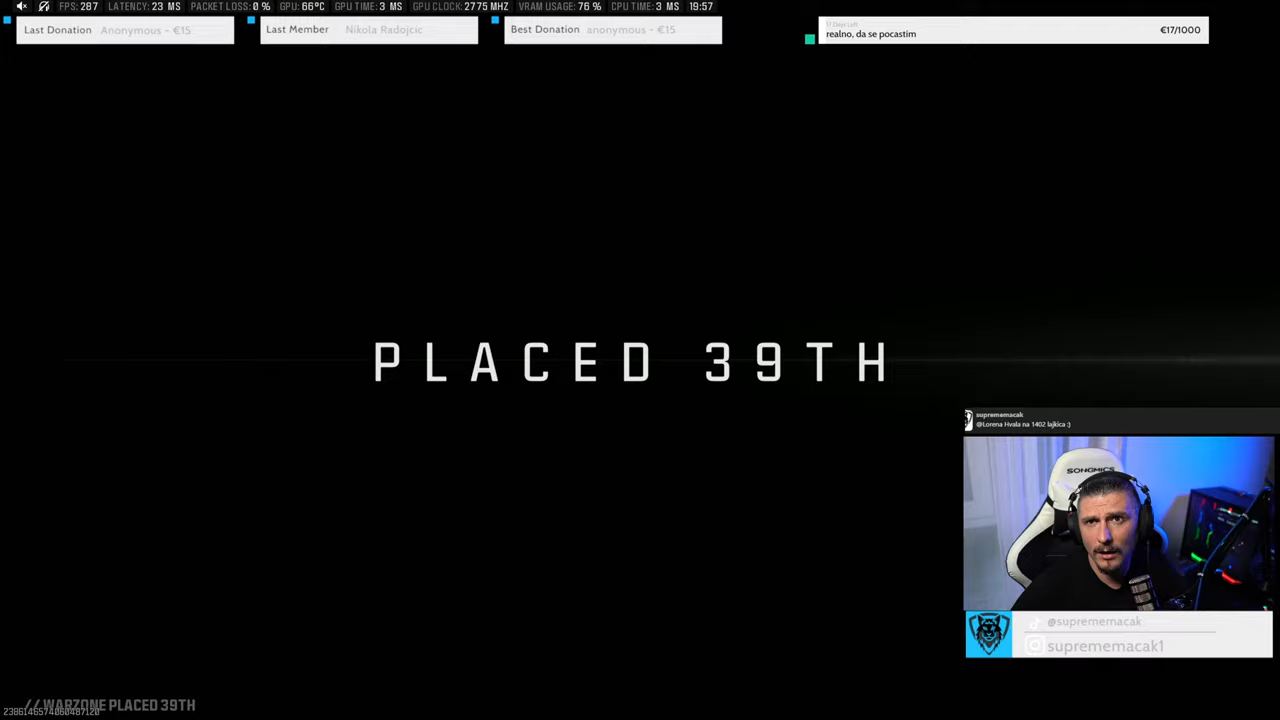 FPS: 287 LATENCY: 23 MS PACKET LOSS: 0 % GPU: 66°C GPU TIME: 3 MS GPU CLOCK: 2775 MHZ VRAM USAGE: 76 % CPU TIME: 3 MS 19:57
Last Donation Anonymous - €15
Last Member Nikola Radojcic
Best Donation anonymous - €15
11 Days Left
realno, da se pocastim €17/1000
PLACED 39TH
suprememacak
@Lorena Hvala na 1402 lajkica :)
SONGMICS
@suprememacak
suprememacak1
// WARZONE PLACED 39TH